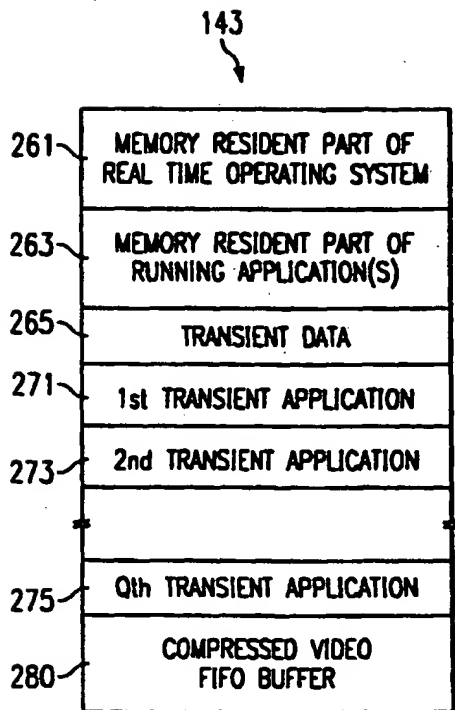 143
261 MEMORY RESIDENT PART OF
REAL TIME OPERATING SYSTEM
263 MEMORY RESIDENT PART OF
RUNNING APPLICATION(S)
265 TRANSIENT DATA
271 1st TRANSIENT APPLICATION
273 2nd TRANSIENT APPLICATION
275 Qth TRANSIENT APPLICATION
280 COMPRESSED VIDEO
FIFO BUFFER